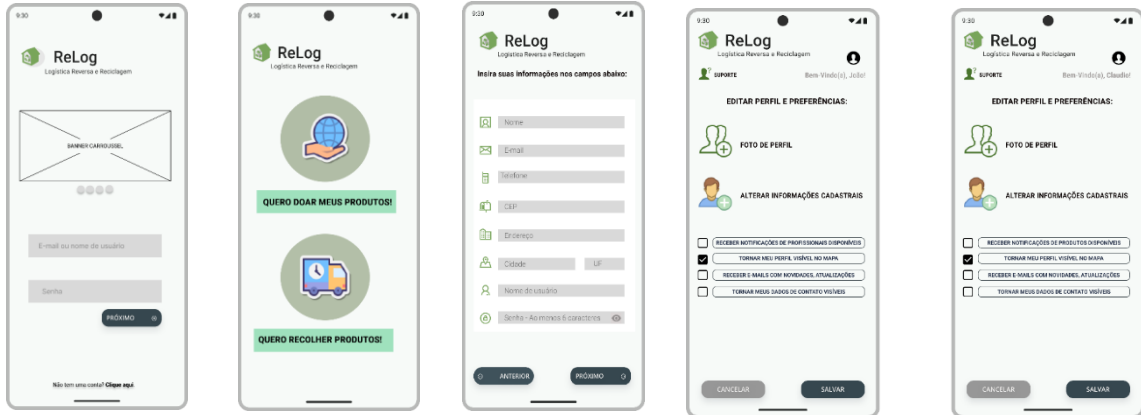 9:30
ReLog
Logística Reversa e Reciclagem
BANNER CARROUSSEL
E-mail ou nome de usuário
Senha
PRÓXIMO
Não tem uma conta? Clique aqui.
9:30
ReLog
Logística Reversa e Reciclagem
QUERO DOAR MEUS PRODUTOS!
QUERO RECOLHER PRODUTOS!
9:30
ReLog
Logística Reversa e Reciclagem
Insira suas informações nos campos abaixo:
Nome
E-mail
Telefone
CEP
Endereço
Cidade UF
Nome de usuário
Senha - Ao menos 6 caracteres
ANTERIOR PRÓXIMO
9:30
ReLog
Logística Reversa e Reciclagem
SUPORTE Bem-Vindo(a), João!
EDITAR PERFIL E PREFERÊNCIAS:
FOTO DE PERFIL
ALTERAR INFORMAÇÕES CADASTRAIS
RECEBER NOTIFICAÇÕES DE PROFISSIONAIS DISPONÍVEIS
TORNAR MEU PERFIL VISÍVEL NO MAPA
RECEBER E-MAILS COM NOVIDADES, ATUALIZAÇÕES
TORNAR MEUS DADOS DE CONTATO VISÍVEIS
CANCELAR SALVAR
9:30
ReLog
Logística Reversa e Reciclagem
SUPORTE Bem-Vindo(a), Claudio!
EDITAR PERFIL E PREFERÊNCIAS:
FOTO DE PERFIL
ALTERAR INFORMAÇÕES CADASTRAIS
RECEBER NOTIFICAÇÕES DE PRODUTOS DISPONÍVEIS
TORNAR MEU PERFIL VISÍVEL NO MAPA
RECEBER E-MAILS COM NOVIDADES, ATUALIZAÇÕES
TORNAR MEUS DADOS DE CONTATO VISÍVEIS
CANCELAR SALVAR